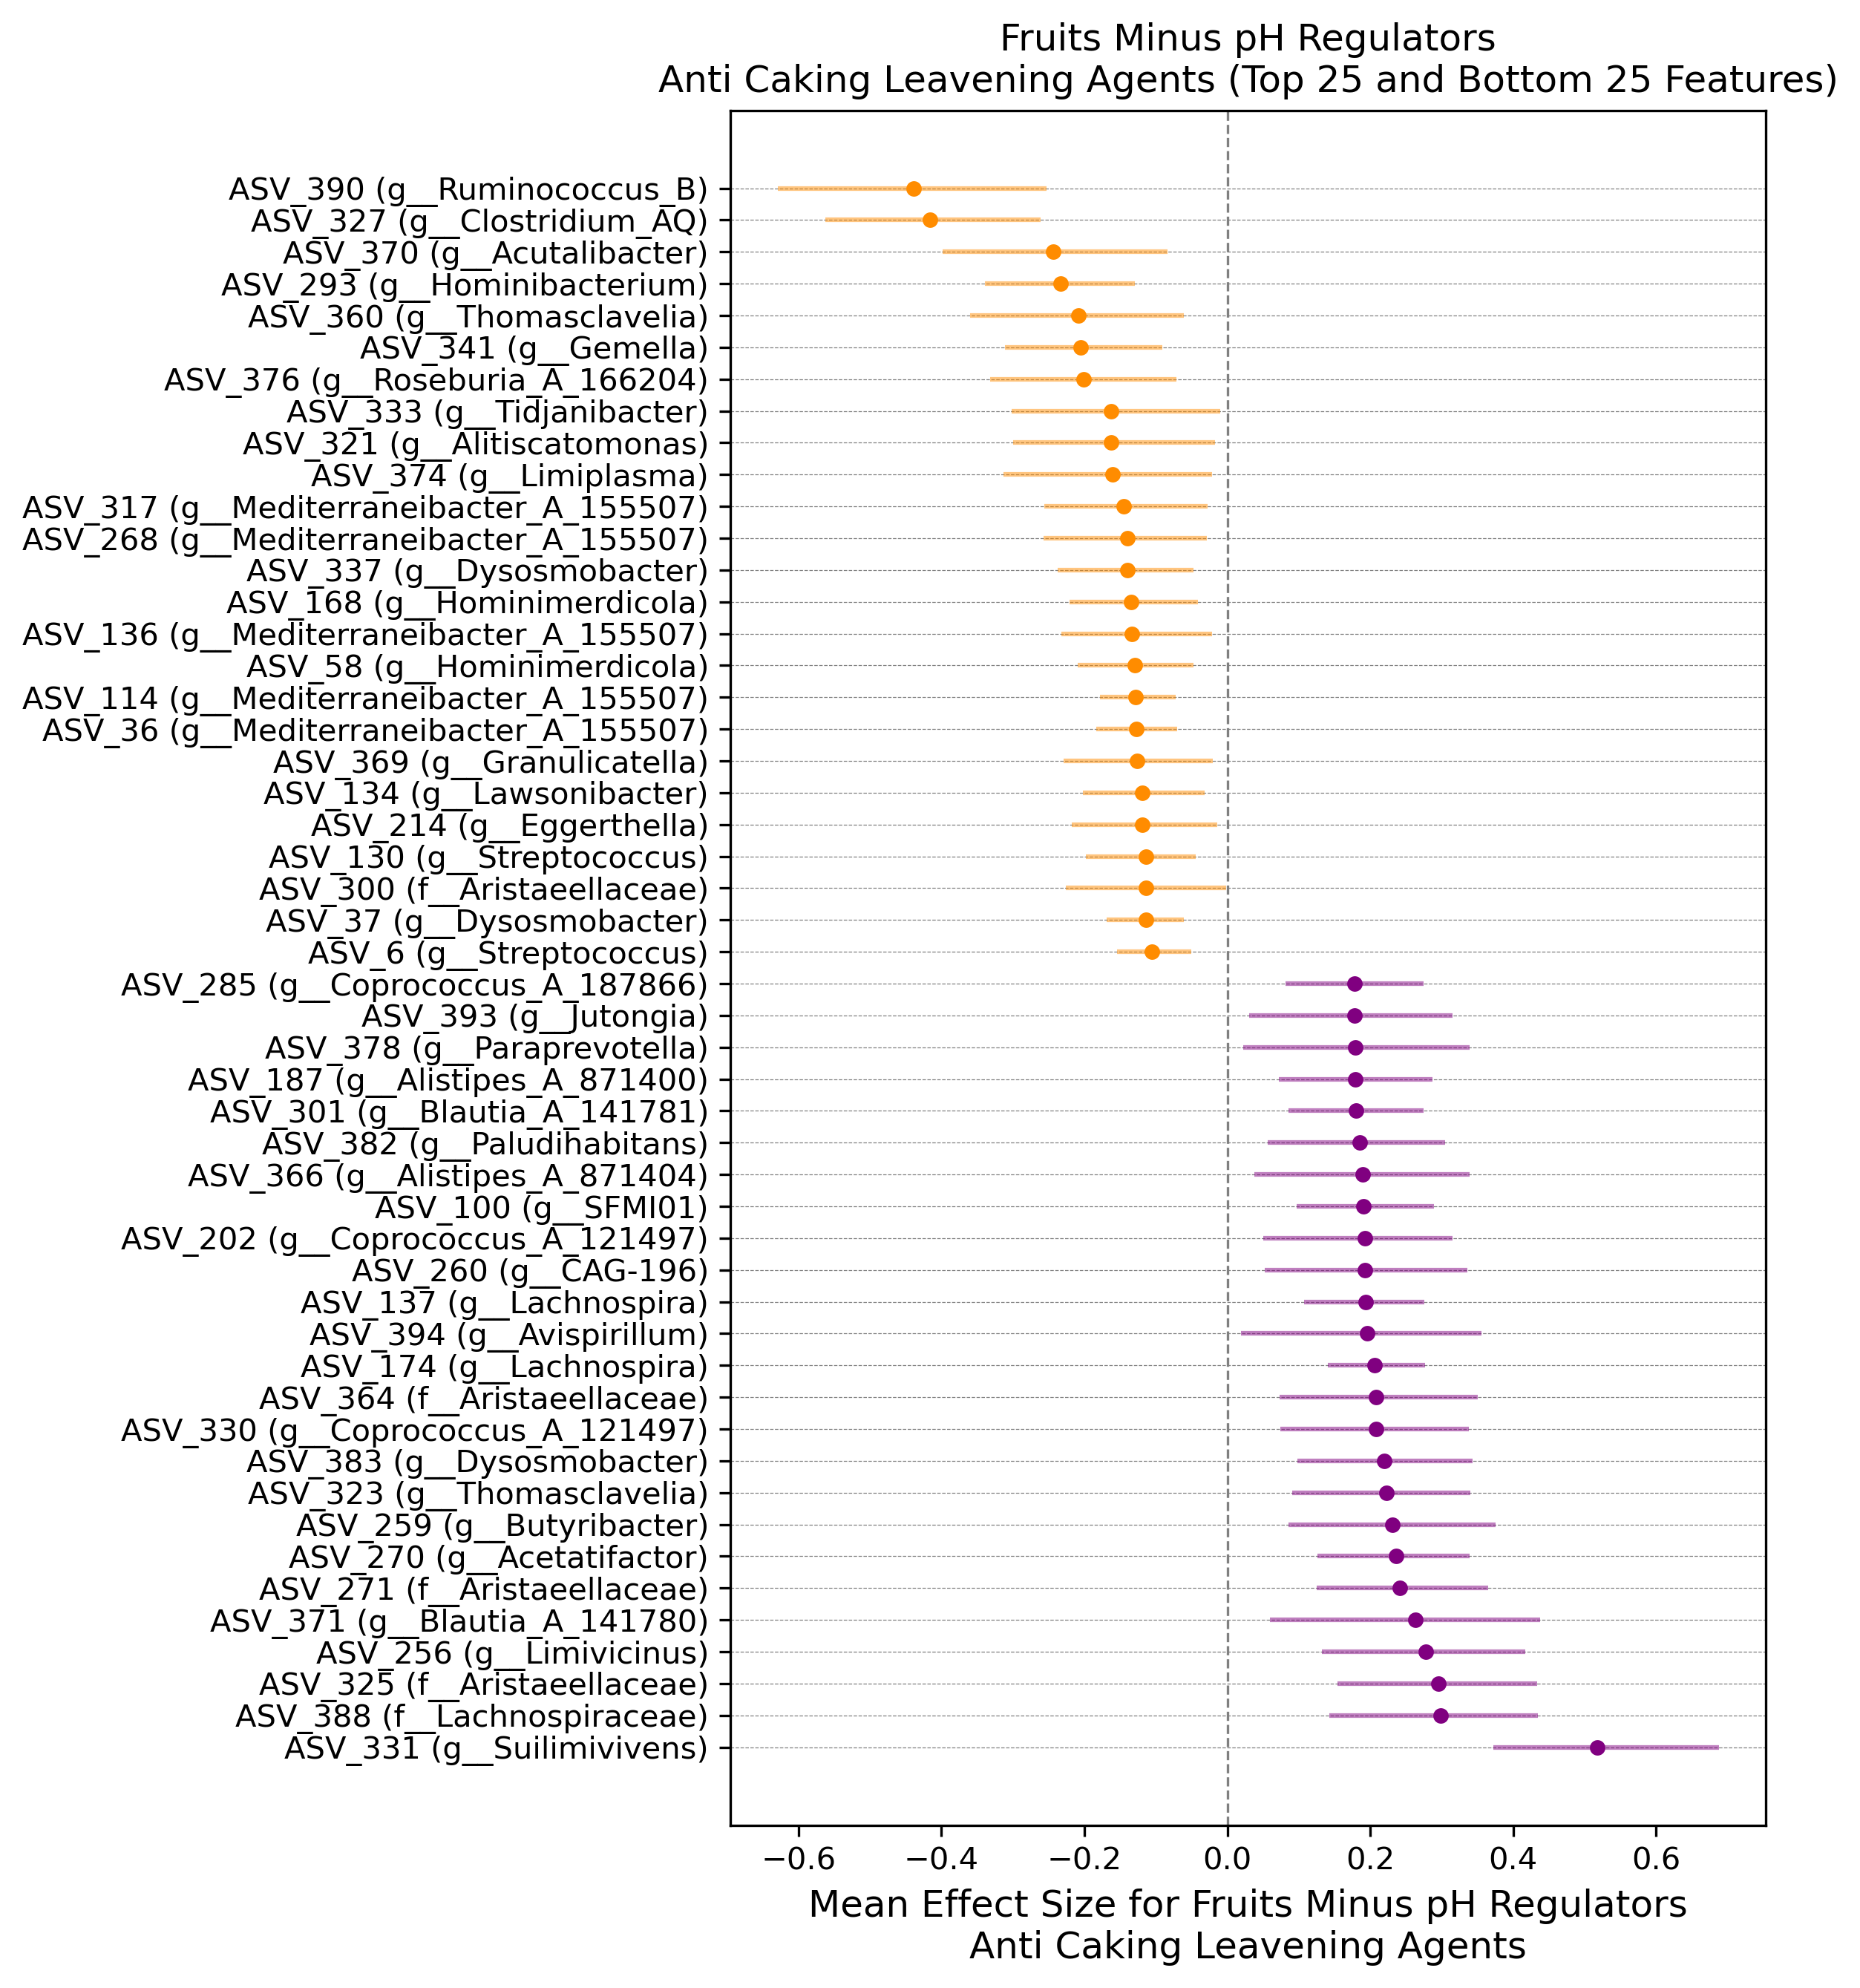 Fruits Minus pH Regulators
Anti Caking Leavening Agents (Top 25 and Bottom 25 Features)
ASV_390 (g__Ruminococcus_B)
ASV_327 (g__Clostridium_AQ)
ASV_370 (g__Acutalibacter)
ASV_293 (g__Hominibacterium)
ASV_360 (g__Thomasclavelia)
ASV_341 (g__Gemella)
ASV_376 (g__Roseburia_A_166204)
ASV_333 (g__Tidjanibacter)
ASV_321 (g__Alitiscatomonas)
ASV_374 (g__Limiplasma)
ASV_317 (g__Mediterraneibacter_A_155507)
ASV_268 (g__Mediterraneibacter_A_155507)
ASV_337 (g__Dysosmobacter)
ASV_168 (g__Hominimerdicola)
ASV_136 (g__Mediterraneibacter_A_155507)
ASV_58 (g__Hominimerdicola)
ASV_114 (g__Mediterraneibacter_A_155507)
ASV_36 (g__Mediterraneibacter_A_155507)
ASV_369 (g__Granulicatella)
ASV_134 (g__Lawsonibacter)
ASV_214 (g__Eggerthella)
ASV_130 (g__Streptococcus)
ASV_300 (f__Aristaeellaceae)
ASV_37 (g__Dysosmobacter)
ASV_6 (g__Streptococcus)
ASV_285 (g__Coprococcus_A_187866)
ASV_393 (g__Jutongia)
ASV_378 (g__Paraprevotella)
ASV_187 (g__Alistipes_A_871400)
ASV_301 (g__Blautia_A_141781)
ASV_382 (g__Paludihabitans)
ASV_366 (g__Alistipes_A_871404)
ASV_100 (g__SFMI01)
ASV_202 (g__Coprococcus_A_121497)
ASV_260 (g__CAG-196)
ASV_137 (g__Lachnospira)
ASV_394 (g__Avispirillum)
ASV_174 (g__Lachnospira)
ASV_364 (f__Aristaeellaceae)
ASV_330 (g__Coprococcus_A_121497)
ASV_383 (g__Dysosmobacter)
ASV_323 (g__Thomasclavelia)
ASV_259 (g__Butyribacter)
ASV_270 (g__Acetatifactor)
ASV_271 (f__Aristaeellaceae)
ASV_371 (g__Blautia_A_141780)
ASV_256 (g__Limivicinus)
ASV_325 (f__Aristaeellaceae)
ASV_388 (f__Lachnospiraceae)
ASV_331 (g__Suilimivivens)
−0.6 −0.4 −0.2 0.0 0.2 0.4 0.6
Mean Effect Size for Fruits Minus pH Regulators
Anti Caking Leavening Agents